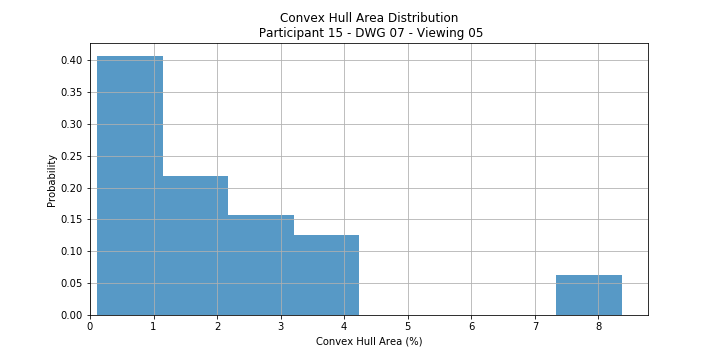 Convex Hull Area Distribution
Participant 15 - DWG 07 - Viewing 05
0.40
0.35
0.30
0.25
0.20
0.15
0.10
0.05
0.00
Probability
0 1 2 3 4 5 6 7 8
Convex Hull Area (%)